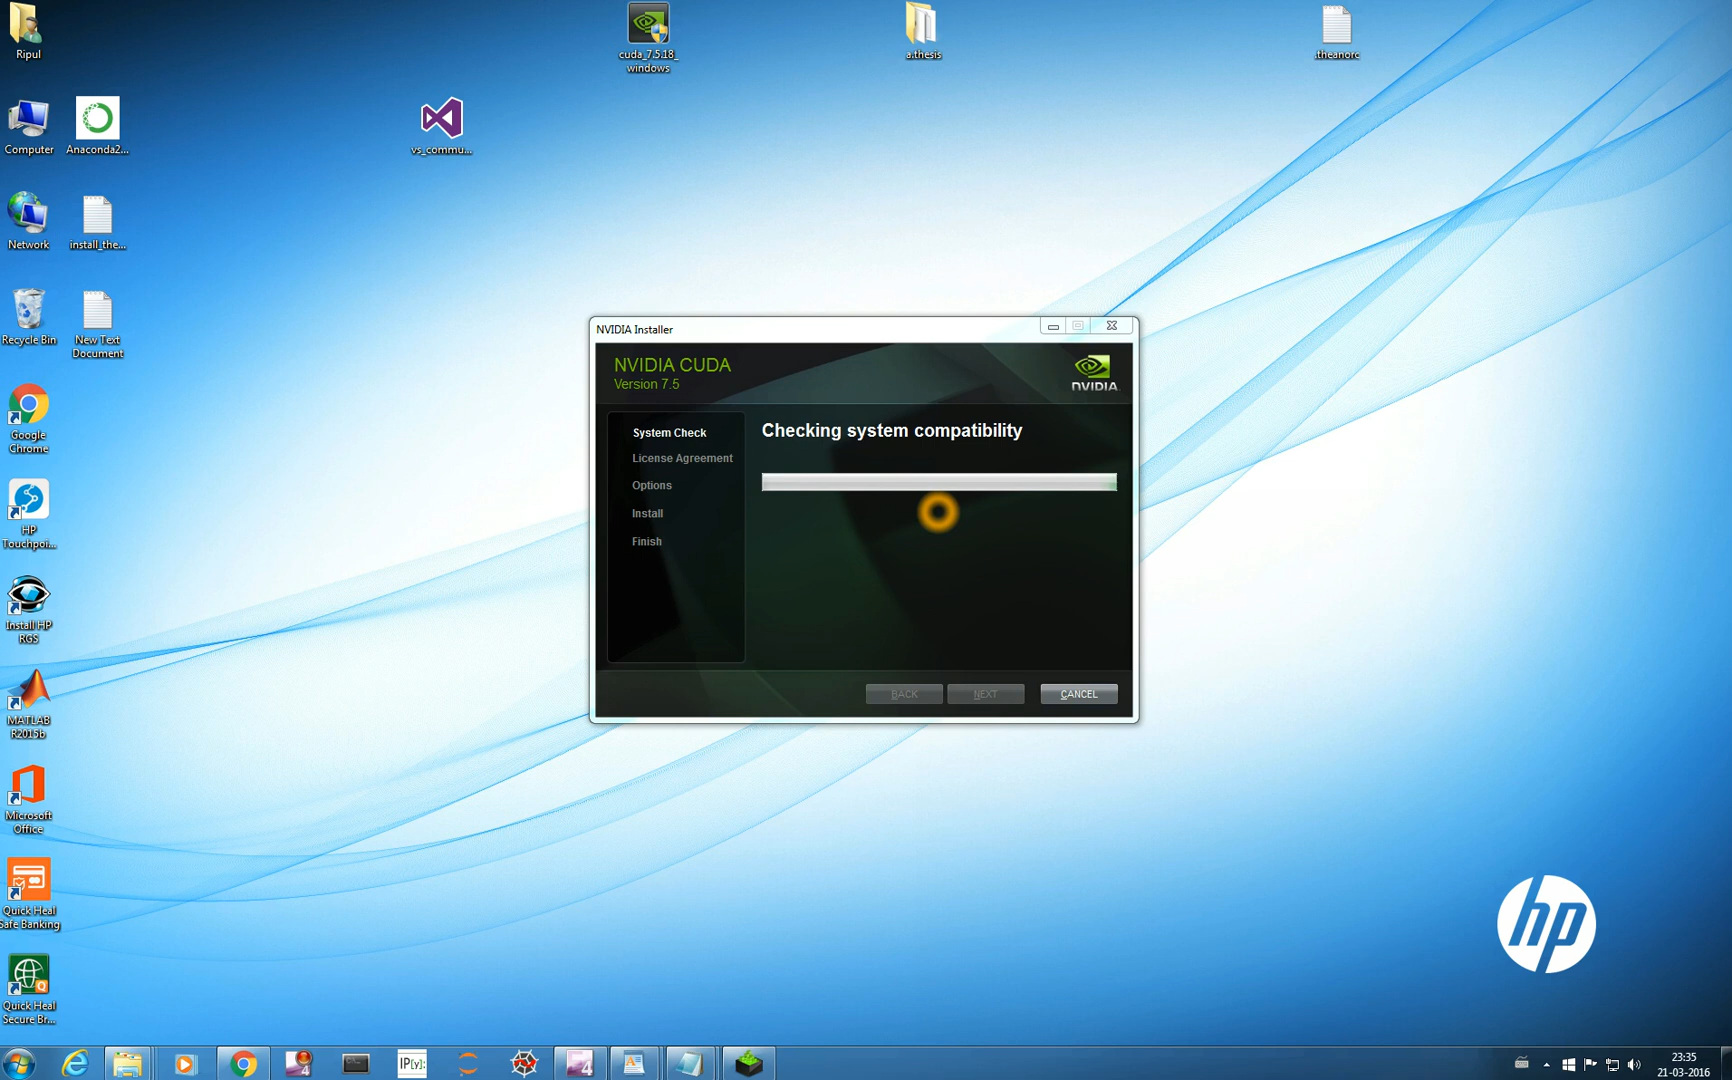 Ripul
cuda_7.5.18_
windows
a.thesis
.theanorc
Computer
Anaconda2...
vs_commu...
Network
install_the...
Recycle Bin
New Text
Document
Google
Chrome
HP
Touchpoi...
Install HP
RGS
MATLAB
R2015b
Microsoft
Office
Quick Heal
Safe Banking
Quick Heal
Secure Br...
NVIDIA Installer
NVIDIA CUDA
Version 7.5
NVIDIA.
System Check
License Agreement
Options
Install
Finish
Checking system compatibility
BACK
NEXT
CANCEL
hp
IP[y]:
4
4
23:35
21-03-2016